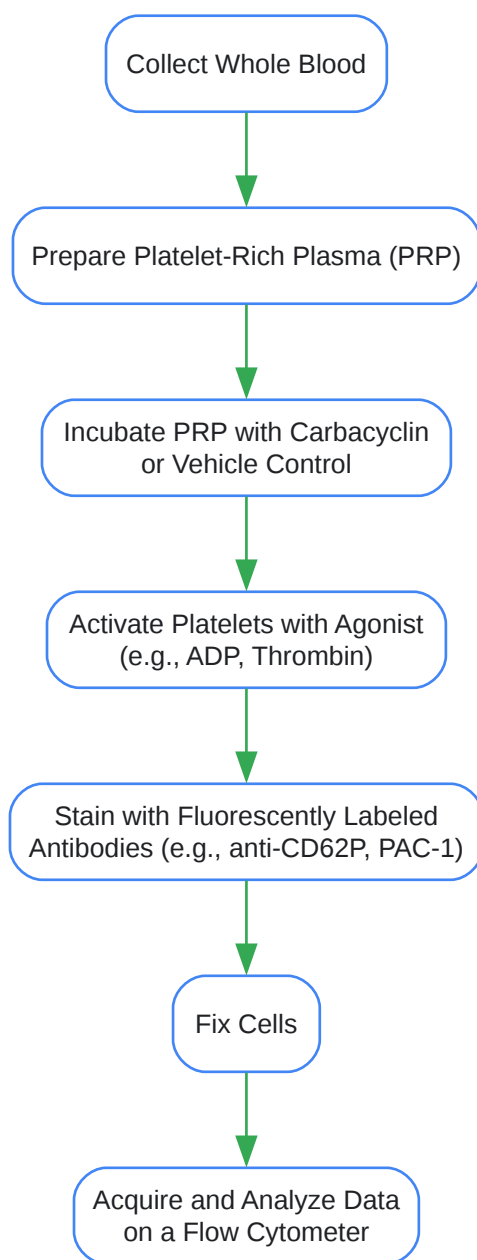 Collect Whole Blood
Prepare Platelet-Rich Plasma (PRP)
Incubate PRP with Carbacyclin
or Vehicle Control
Activate Platelets with Agonist
(e.g., ADP, Thrombin)
Stain with Fluorescently Labeled
Antibodies (e.g., anti-CD62P, PAC-1)
Fix Cells
Acquire and Analyze Data
on a Flow Cytometer